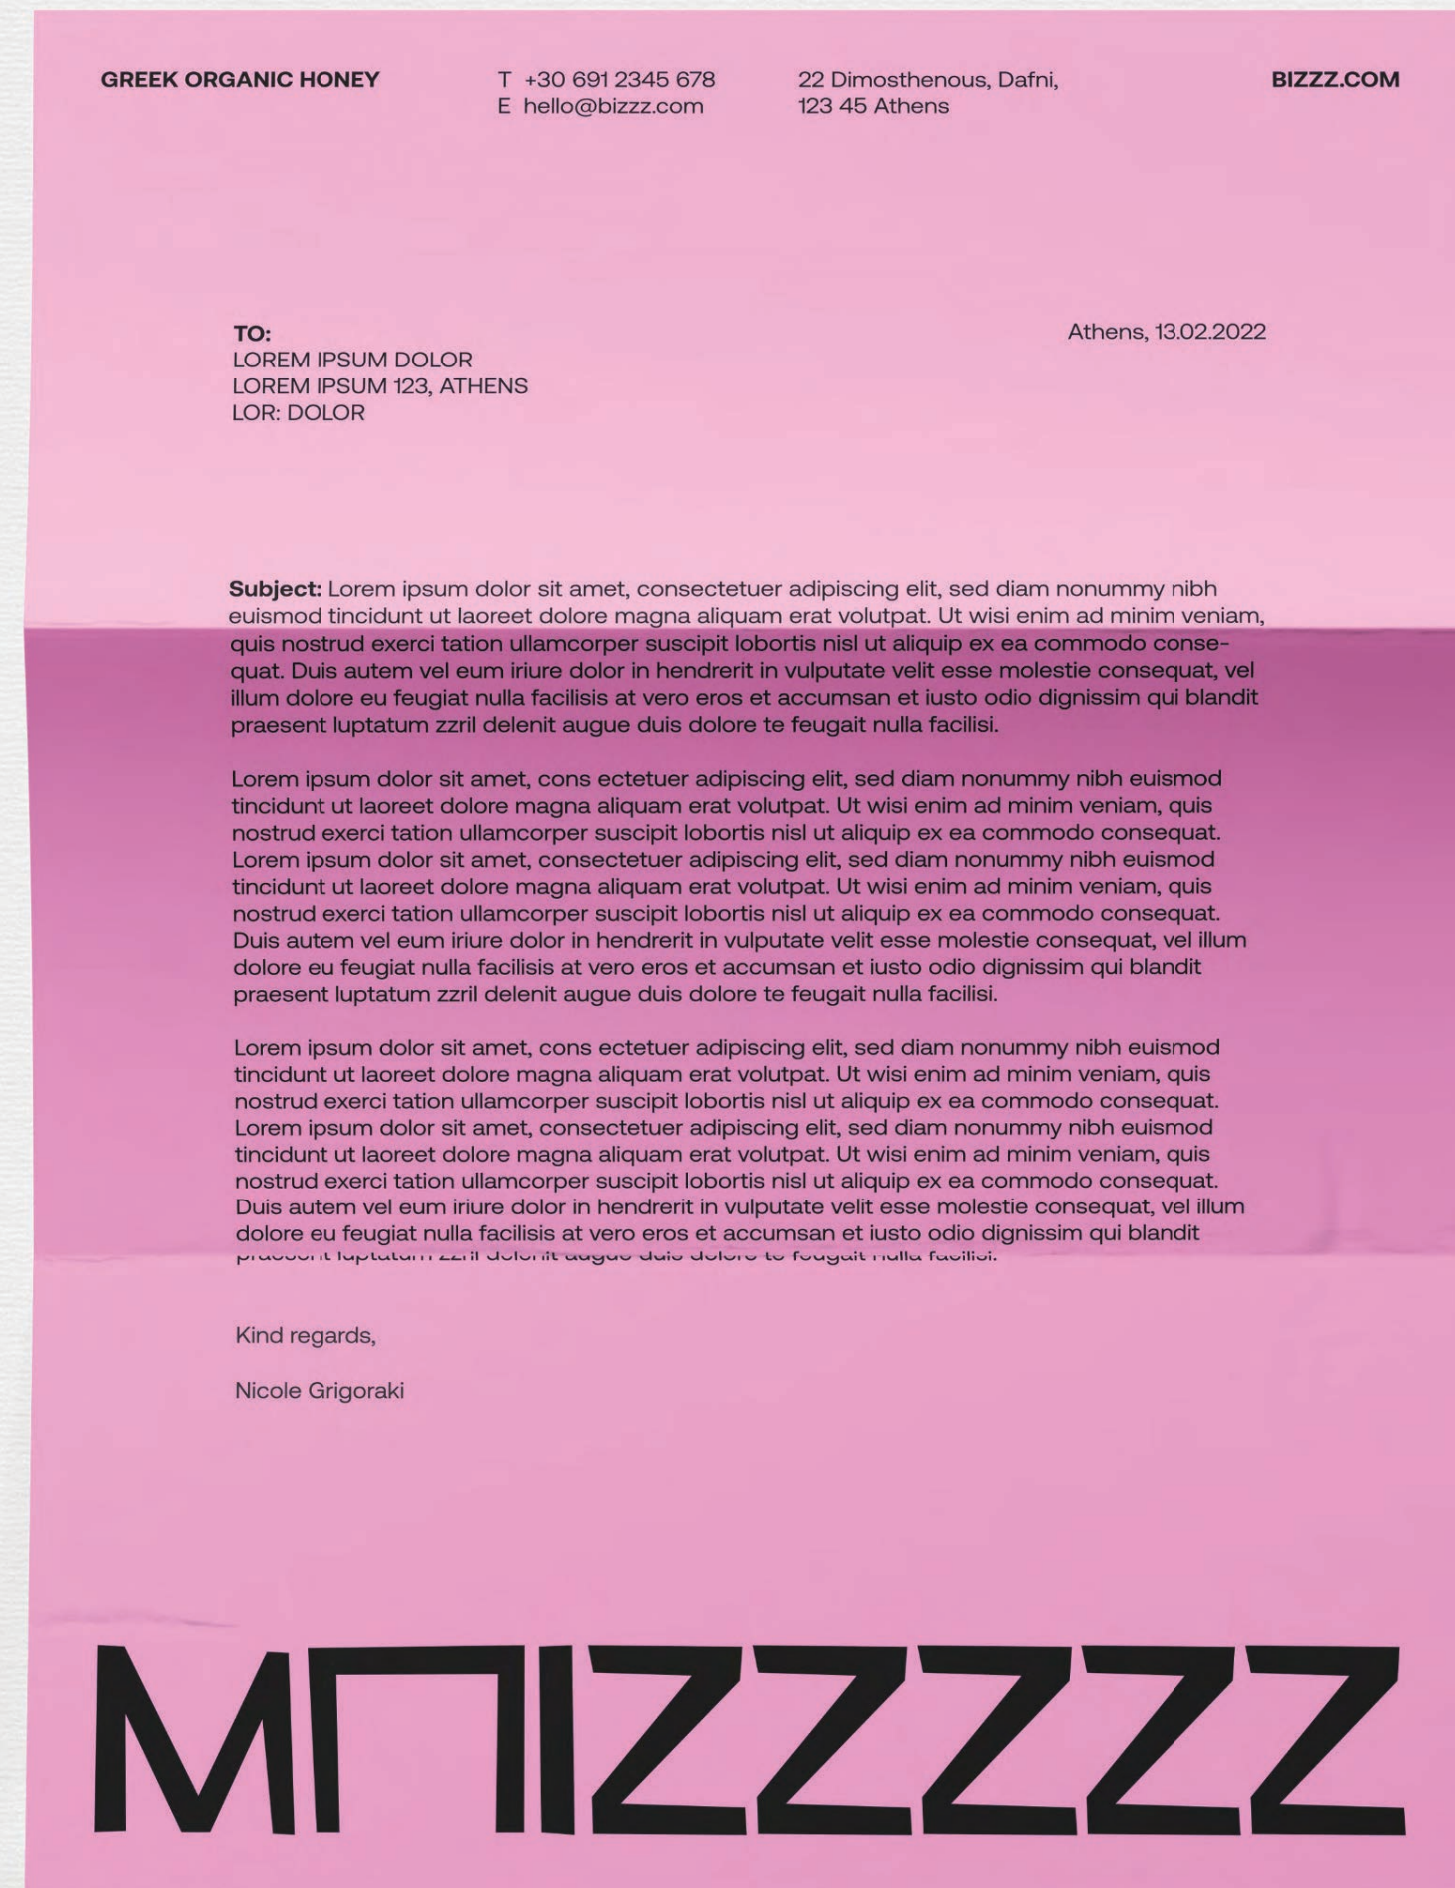 GREEK ORGANIC HONEY
T +30 691 2345 678
E hello@bizzz.com
22 Dimosthenous, Dafni,
123 45 Athens
BIZZZ.COM
TO:
LOREM IPSUM DOLOR
LOREM IPSUM 123, ATHENS
LOR: DOLOR
Athens, 13.02.2022
Subject: Lorem ipsum dolor sit amet, consectetuer adipiscing elit, sed diam nonummy nibh
euismod tincidunt ut laoreet dolore magna aliquam erat volutpat. Ut wisi enim ad minim veniam,
quis nostrud exerci tation ullamcorper suscipit lobortis nisl ut aliquip ex ea commodo conse-
quat. Duis autem vel eum iriure dolor in hendrerit in vulputate velit esse molestie consequat, vel
illum dolore eu feugiat nulla facilisis at vero eros et accumsan et iusto odio dignissim qui blandit
praesent luptatum zzril delenit augue duis dolore te feugait nulla facilisi.
Lorem ipsum dolor sit amet, cons ectetuer adipiscing elit, sed diam nonummy nibh euismod
tincidunt ut laoreet dolore magna aliquam erat volutpat. Ut wisi enim ad minim veniam, quis
nostrud exerci tation ullamcorper suscipit lobortis nisl ut aliquip ex ea commodo consequat.
Lorem ipsum dolor sit amet, consectetuer adipiscing elit, sed diam nonummy nibh euismod
tincidunt ut laoreet dolore magna aliquam erat volutpat. Ut wisi enim ad minim veniam, quis
nostrud exerci tation ullamcorper suscipit lobortis nisl ut aliquip ex ea commodo consequat.
Duis autem vel eum iriure dolor in hendrerit in vulputate velit esse molestie consequat, vel illum
dolore eu feugiat nulla facilisis at vero eros et accumsan et iusto odio dignissim qui blandit
praesent luptatum zzril delenit augue duis dolore te feugait nulla facilisi.
Lorem ipsum dolor sit amet, cons ectetuer adipiscing elit, sed diam nonummy nibh euismod
tincidunt ut laoreet dolore magna aliquam erat volutpat. Ut wisi enim ad minim veniam, quis
nostrud exerci tation ullamcorper suscipit lobortis nisl ut aliquip ex ea commodo consequat.
Lorem ipsum dolor sit amet, consectetuer adipiscing elit, sed diam nonummy nibh euismod
tincidunt ut laoreet dolore magna aliquam erat volutpat. Ut wisi enim ad minim veniam, quis
nostrud exerci tation ullamcorper suscipit lobortis nisl ut aliquip ex ea commodo consequat.
Duis autem vel eum iriure dolor in hendrerit in vulputate velit esse molestie consequat, vel illum
dolore eu feugiat nulla facilisis at vero eros et accumsan et iusto odio dignissim qui blandit
praesent luptatum zzril delenit augue duis dolore te feugait nulla facilisi.
Kind regards,
Nicole Grigoraki
ΜΠΙΖΖΖΖΖ